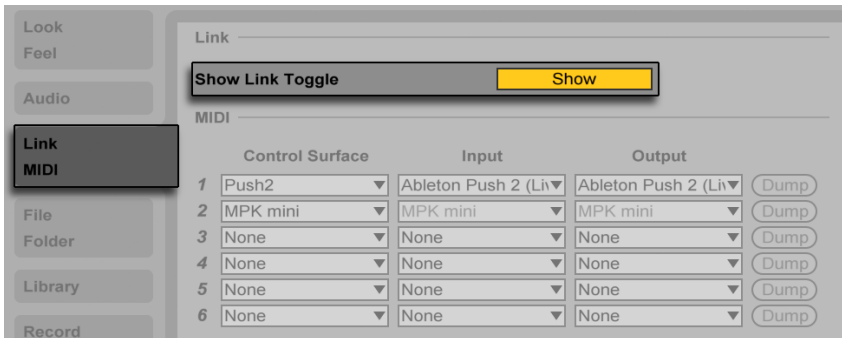 Look
Feel
Audio
Link
MIDI
File
Folder
Library
Record
Link
Show Link Toggle Show
MIDI
Control Surface Input Output
1 Push2 Ableton Push 2 (Liv Ableton Push 2 (Liv Dump
2 MPK mini MPK mini MPK mini Dump
3 None None None Dump
4 None None None Dump
5 None None None Dump
6 None None None Dump